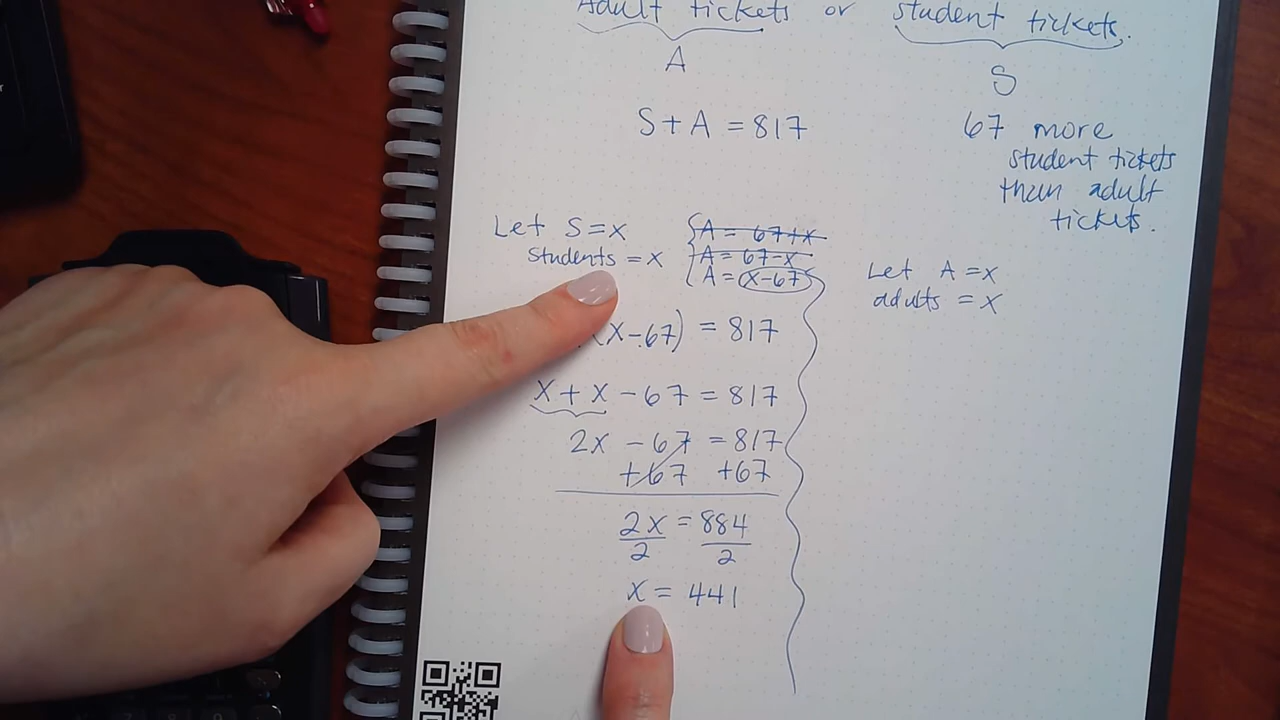 Adult tickets or student tickets.
A
S
S+A = 817
67 more
student tickets
than adult
tickets.
Let S=x
students = x
A = 67+x
A = 67-x
A = x-67
(x-67) = 817
x + x - 67 = 817
2x - 67 = 817
+67 +67
2x = 884
2 2
x = 441
Let A = x
adults = x